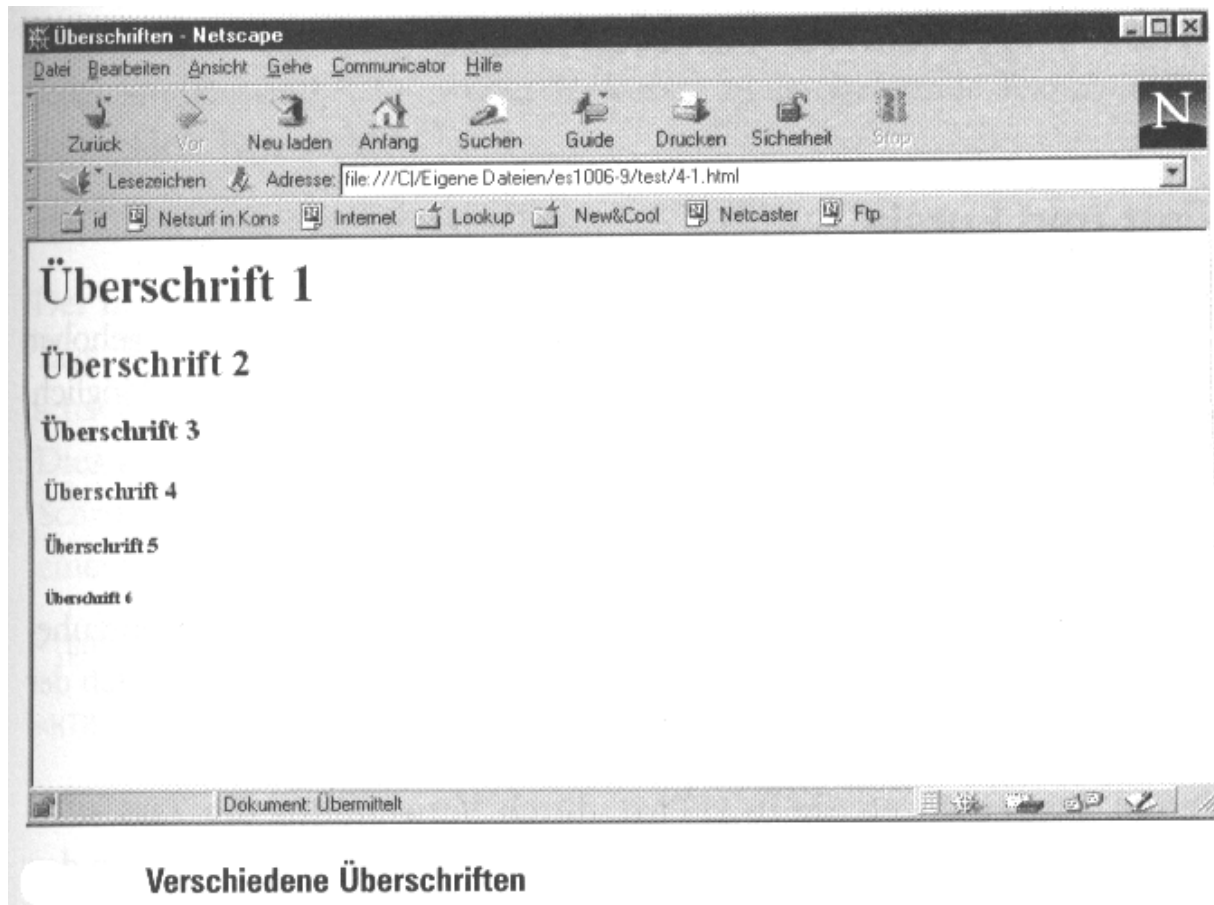 Überschriften - Netscape
Datei Bearbeiten Ansicht Gehe Communicator Hilfe
Zurück Vor Neu laden Anfang Suchen Guide Drucken Sicherheit Stop
N
Lesezeichen Adresse: file:///C|/Eigene Dateien/es1006-9/test/4-1.html
id Netsurf in Kons Internet Lookup New&Cool Netcaster Ftp
Überschrift 1
Überschrift 2
Überschrift 3
Überschrift 4
Überschrift 5
Überschrift 6
Dokument: Übermittelt
Verschiedene Überschriften